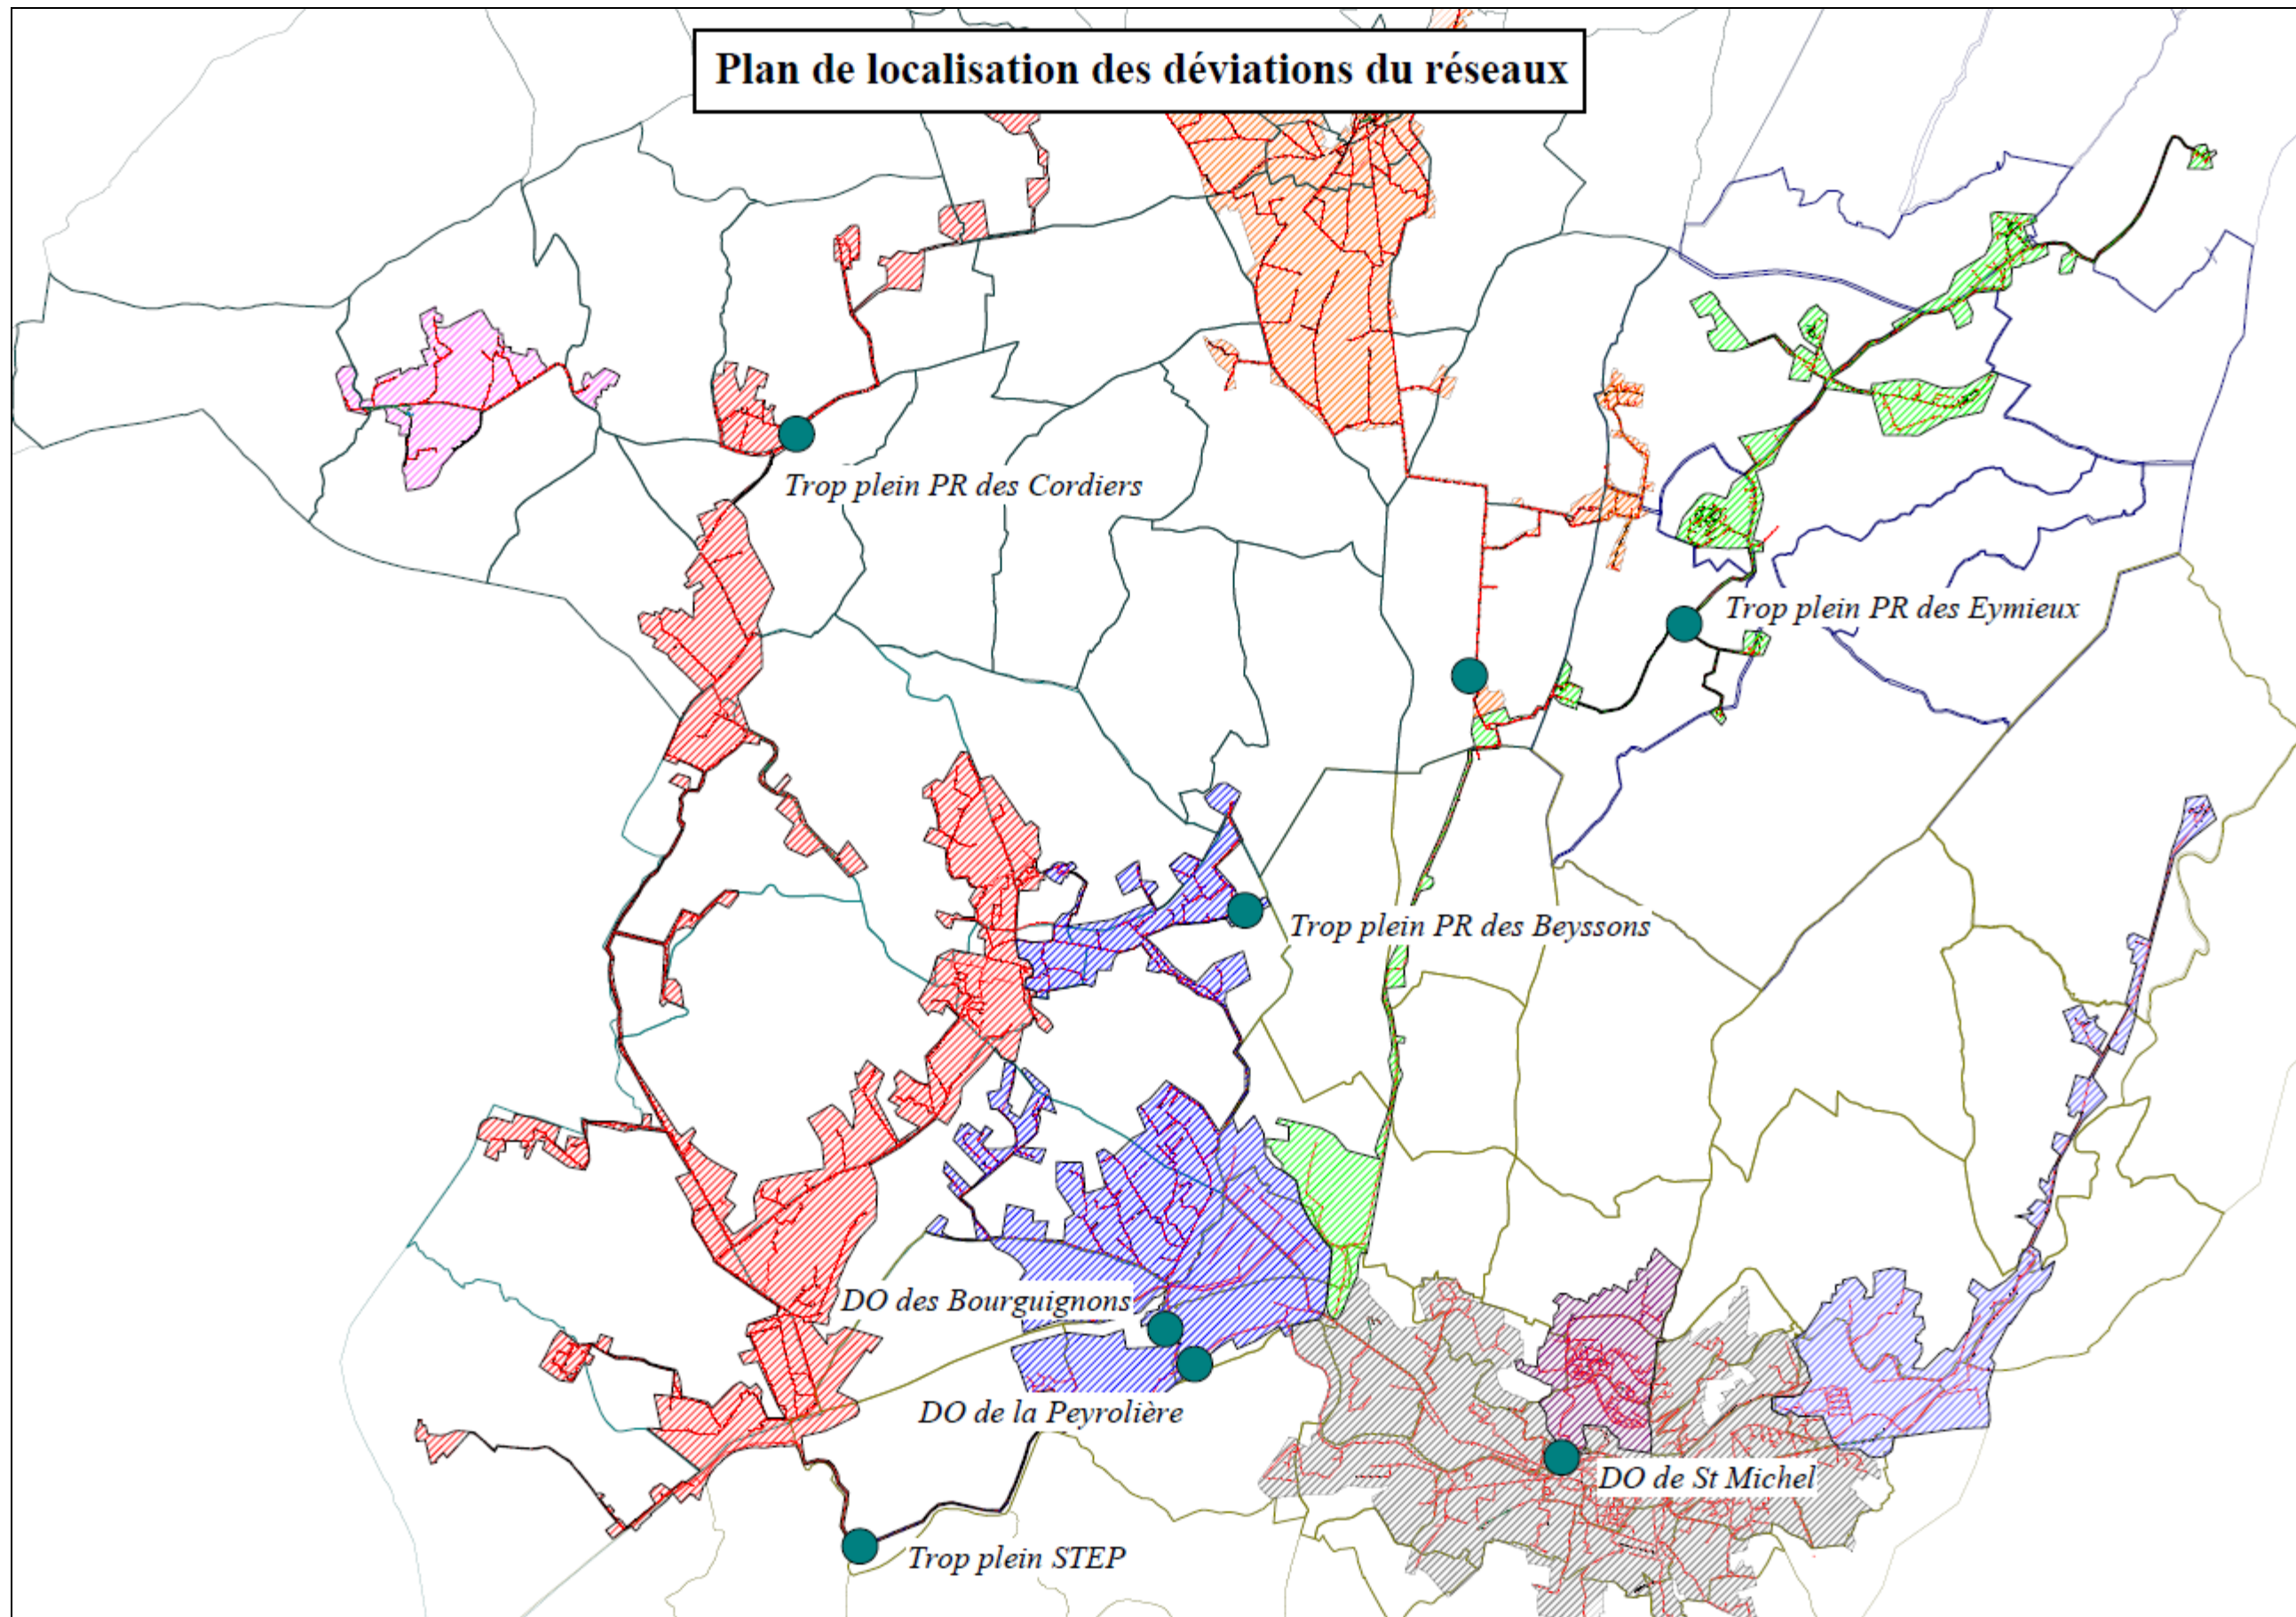 Plan de localisation des déviations du réseaux
Trop plein PR des Cordiers
Trop plein PR des Eymieux
Trop plein PR des Beyssons
DO des Bourguignons
DO de la Peyrolière
DO de St Michel
Trop plein STEP